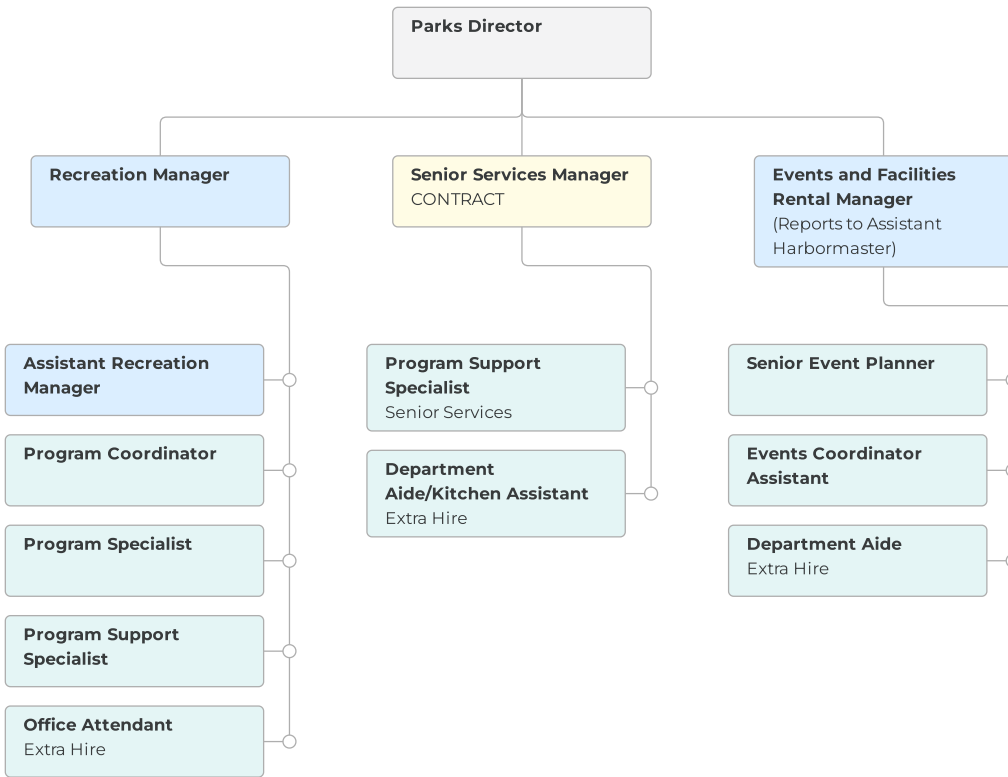 Parks Director
Recreation Manager
Senior Services Manager
CONTRACT
Events and Facilities
Rental Manager
(Reports to Assistant
Harbormaster)
Assistant Recreation
Manager
Program Coordinator
Program Specialist
Program Support
Specialist
Office Attendant
Extra Hire
Program Support
Specialist
Senior Services
Department
Aide/Kitchen Assistant
Extra Hire
Senior Event Planner
Events Coordinator
Assistant
Department Aide
Extra Hire